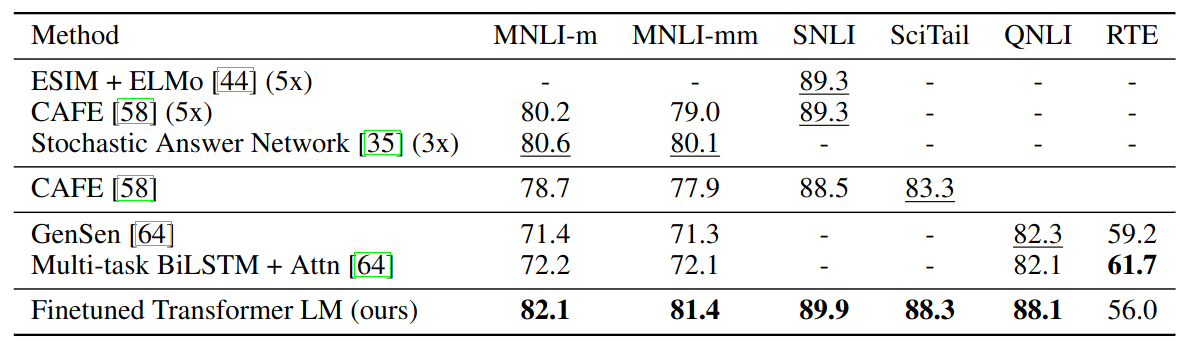 Method MNLI-m MNLI-mm SNLI SciTail QNLI RTE
ESIM + ELMo [44] (5x) - - 89.3 - - -
CAFE [58] (5x) 80.2 79.0 89.3 - - -
Stochastic Answer Network [35] (3x) 80.6 80.1 - - - -
CAFE [58] 78.7 77.9 88.5 83.3
GenSen [64] 71.4 71.3 - - 82.3 59.2
Multi-task BiLSTM + Attn [64] 72.2 72.1 - - 82.1 61.7
Finetuned Transformer LM (ours) 82.1 81.4 89.9 88.3 88.1 56.0